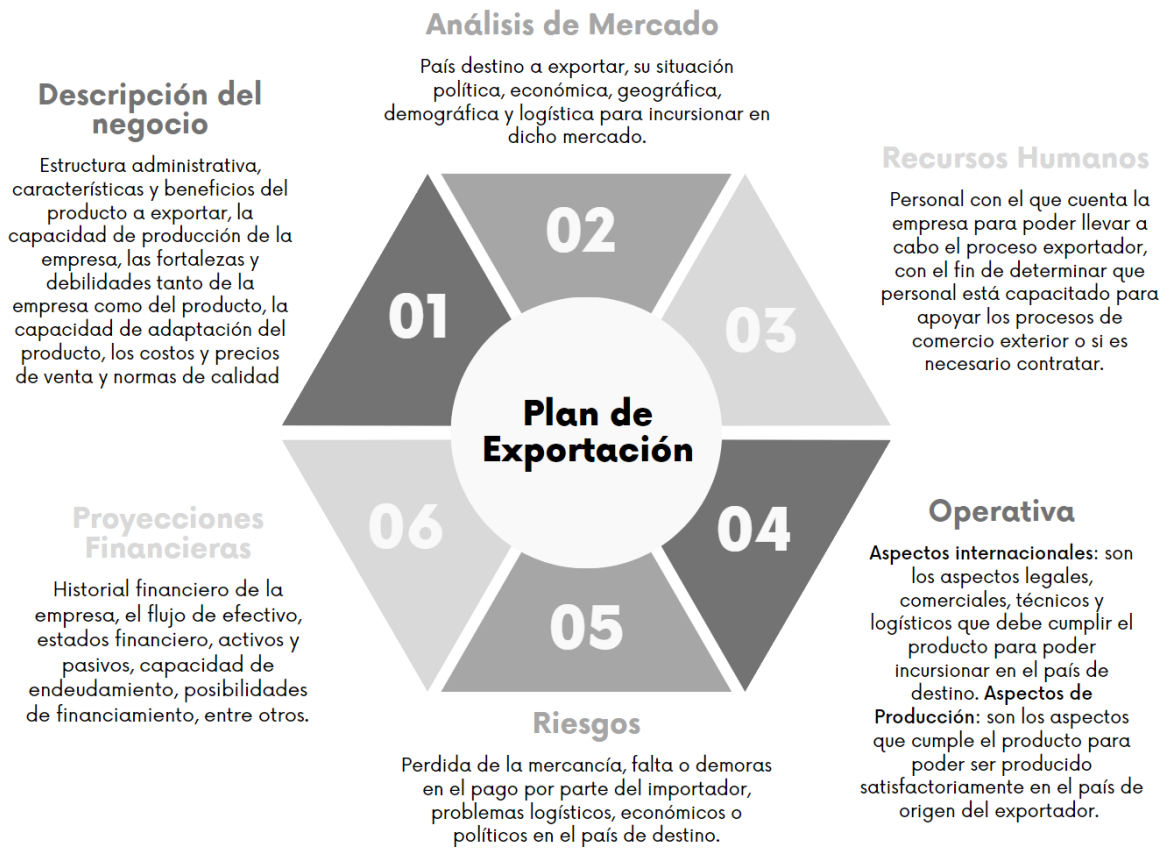 Descripción del
negocio
Estructura administrativa,
características y beneficios del
producto a exportar, la
capacidad de producción de la
empresa, las fortalezas y
debilidades tanto de la
empresa como del producto, la
capacidad de adaptación del
producto, los costos y precios
de venta y normas de calidad
01
Análisis de Mercado
País destino a exportar, su situación
política, económica, geográfica,
demográfica y logística para incursionar en
dicho mercado.
02
Recursos Humanos
Personal con el que cuenta la
empresa para poder llevar a
cabo el proceso exportador,
con el fin de determinar que
personal está capacitado para
apoyar los procesos de
comercio exterior o si es
necesario contratar.
03
Plan de
Exportación
Operativa
Aspectos internacionales: son
los aspectos legales,
comerciales, técnicos y
logísticos que debe cumplir el
producto para poder
incursionar en el país de
destino. Aspectos de
Producción: son los aspectos
que cumple el producto para
poder ser producido
satisfactoriamente en el país de
origen del exportador.
04
Riesgos
Perdida de la mercancía, falta o demoras
en el pago por parte del importador,
problemas logísticos, económicos o
políticos en el país de destino.
05
Proyecciones
Financieras
Historial financiero de la
empresa, el flujo de efectivo,
estados financiero, activos y
pasivos, capacidad de
endeudamiento, posibilidades
de financiamiento, entre otros.
06